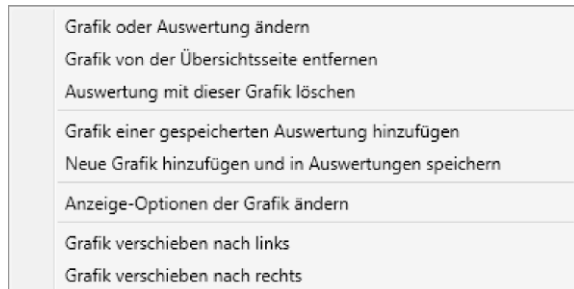 Grafik oder Auswertung ändern
Grafik von der Übersichtsseite entfernen
Auswertung mit dieser Grafik löschen
Grafik einer gespeicherten Auswertung hinzufügen
Neue Grafik hinzufügen und in Auswertungen speichern
Anzeige-Optionen der Grafik ändern
Grafik verschieben nach links
Grafik verschieben nach rechts